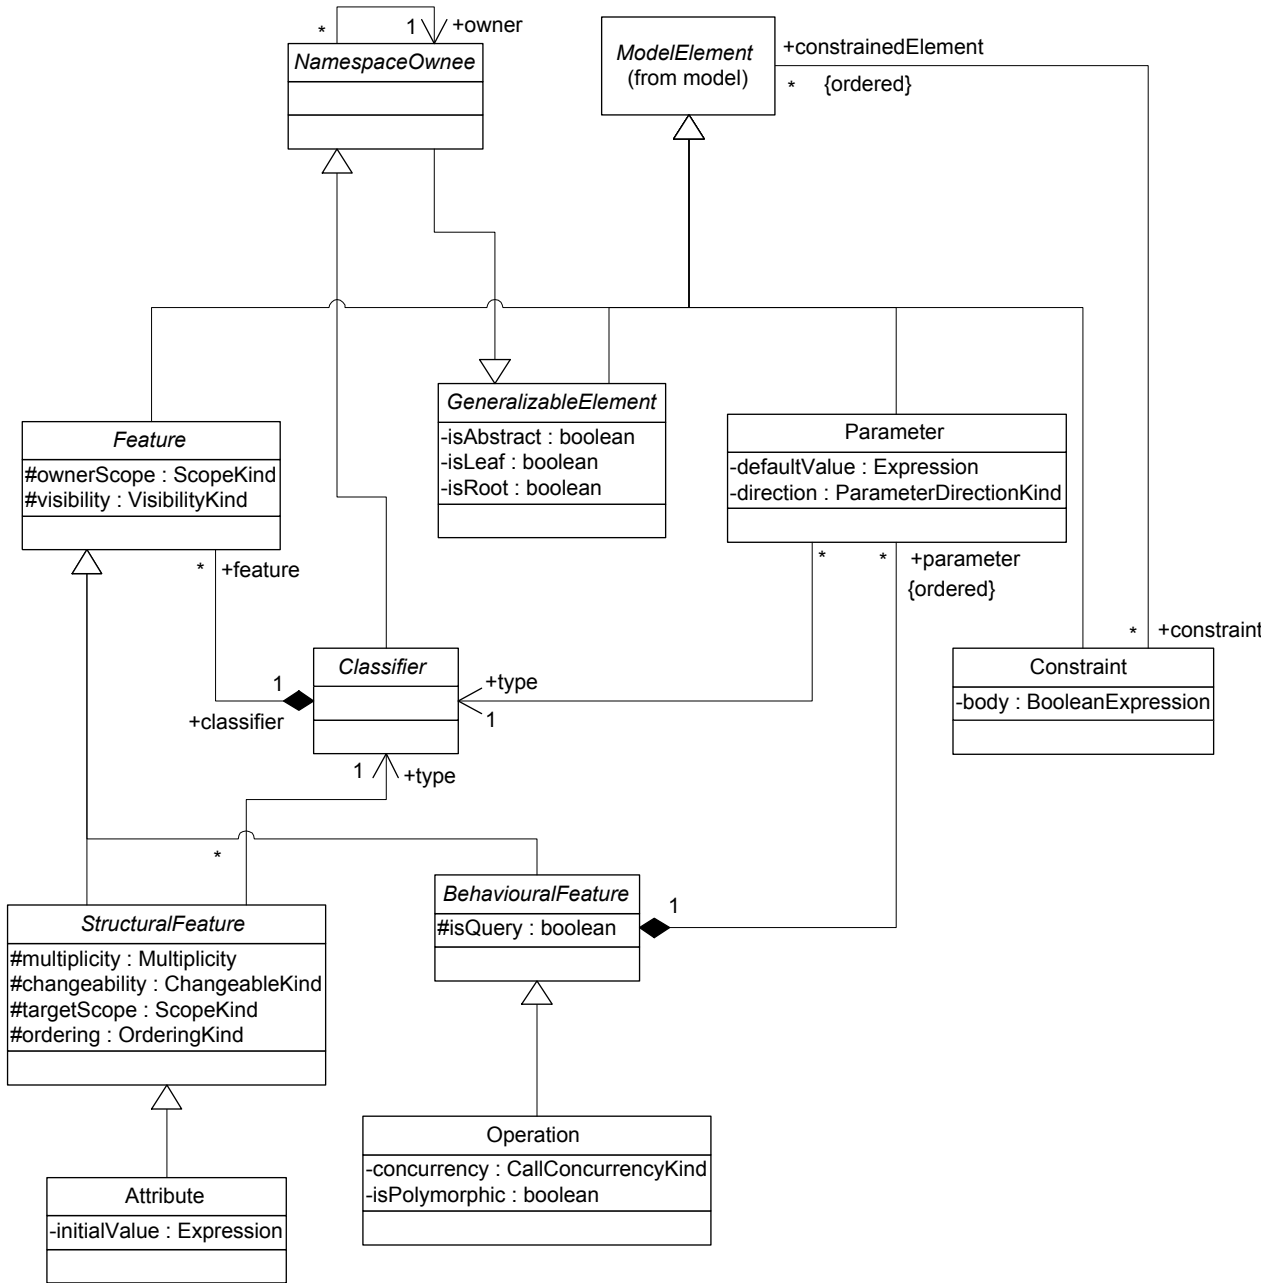 *
1
+owner
NamespaceOwnee
ModelElement
(from model)
+constrainedElement
*
{ordered}
GeneralizableElement
-isAbstract : boolean
-isLeaf : boolean
-isRoot : boolean
Feature
#ownerScope : ScopeKind
#visibility : VisibilityKind
Parameter
-defaultValue : Expression
-direction : ParameterDirectionKind
*
+feature
*
*
+parameter
{ordered}
*
+constraint
Classifier
1
+classifier
+type
1
Constraint
-body : BooleanExpression
1
+type
*
StructuralFeature
#multiplicity : Multiplicity
#changeability : ChangeableKind
#targetScope : ScopeKind
#ordering : OrderingKind
BehaviouralFeature
#isQuery : boolean
1
Operation
-concurrency : CallConcurrencyKind
-isPolymorphic : boolean
Attribute
-initialValue : Expression